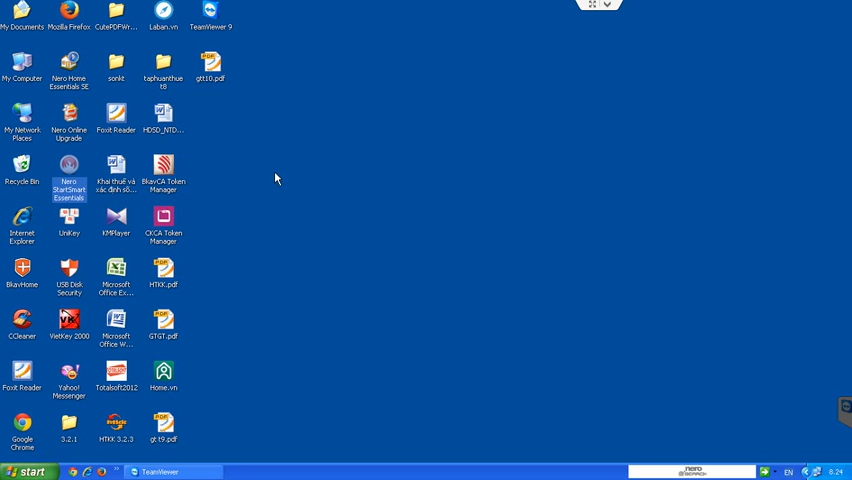 My Documents
Mozilla Firefox
CutePDFWr...
Laban.vn
TeamViewer 9
My Computer
Nero Home
Essentials SE
sonkt
taphuanthue
t8
gtt10.pdf
My Network
Places
Nero Online
Upgrade
Foxit Reader
HDSD_NTD...
Recycle Bin
Nero
StartSmart
Essentials
Khai thuế và
xác định số...
BkavCA Token
Manager
Internet
Explorer
UniKey
KMPlayer
CKCA Token
Manager
BkavHome
USB Disk
Security
Microsoft
Office Ex...
HTKK.pdf
CCleaner
VietKey 2000
Microsoft
Office W...
GTGT.pdf
Foxit Reader
Yahoo!
Messenger
Totalsoft2012
Home.vn
Google
Chrome
3.2.1
HTKK 3.2.3
gt t9.pdf
start
TeamViewer
nero
SEARCH
EN
8.24